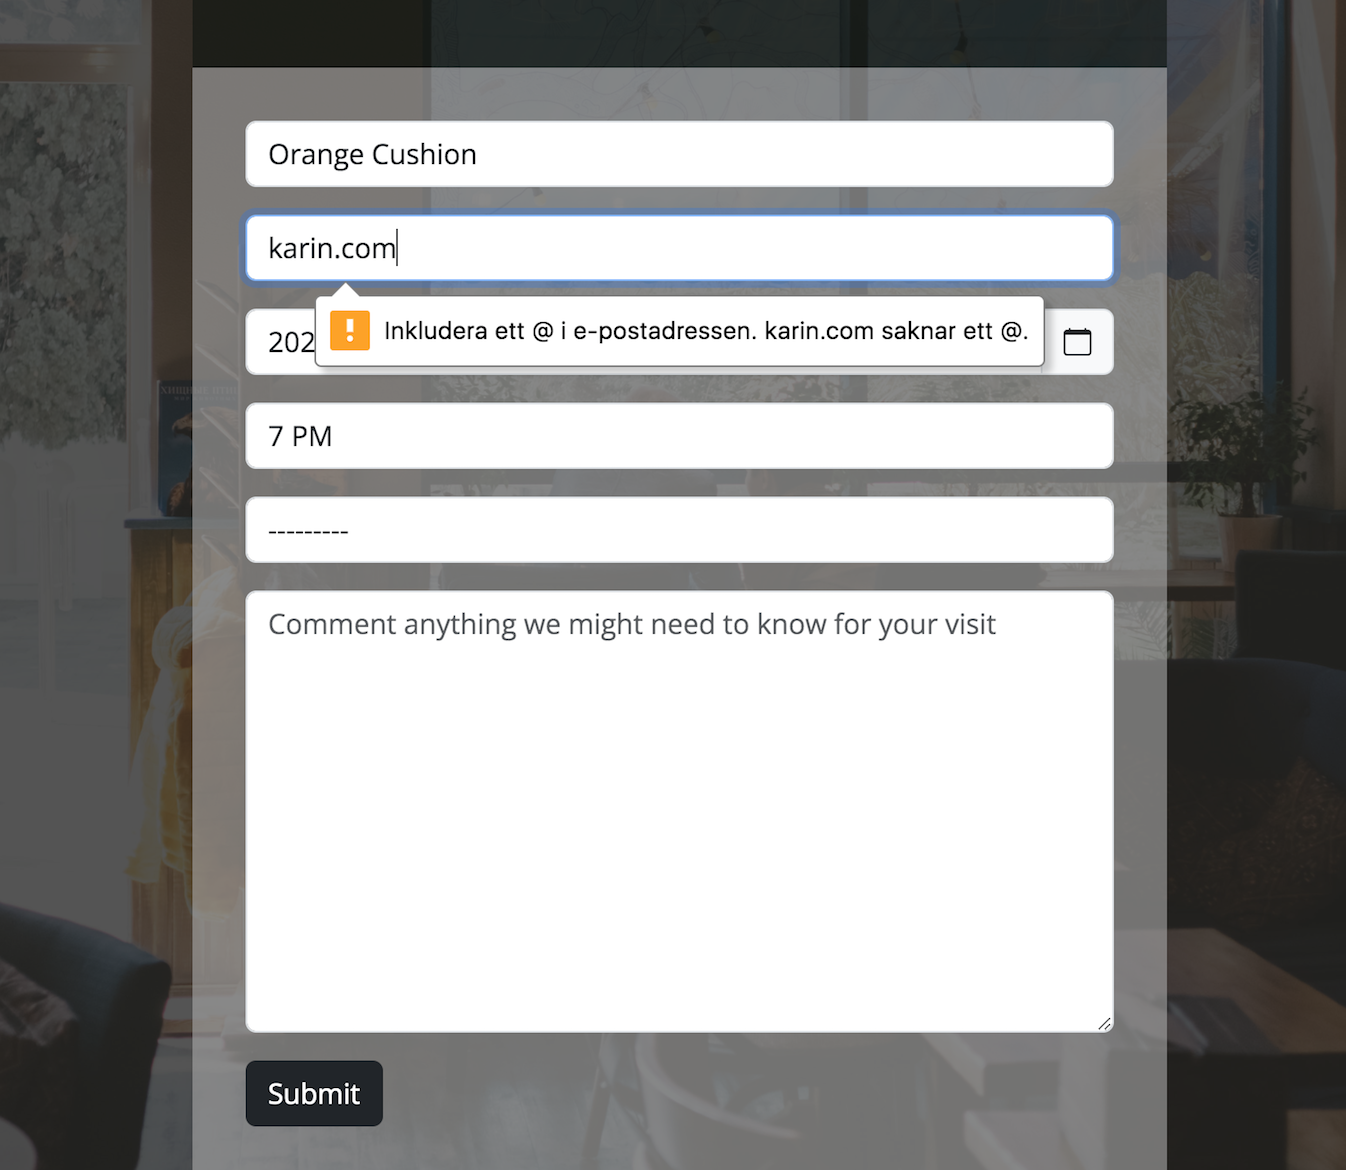 Orange Cushion
karin.com
Inkludera ett @ i e-postadressen. karin.com saknar ett @.
202
7 PM
---------
Comment anything we might need to know for your visit
Submit